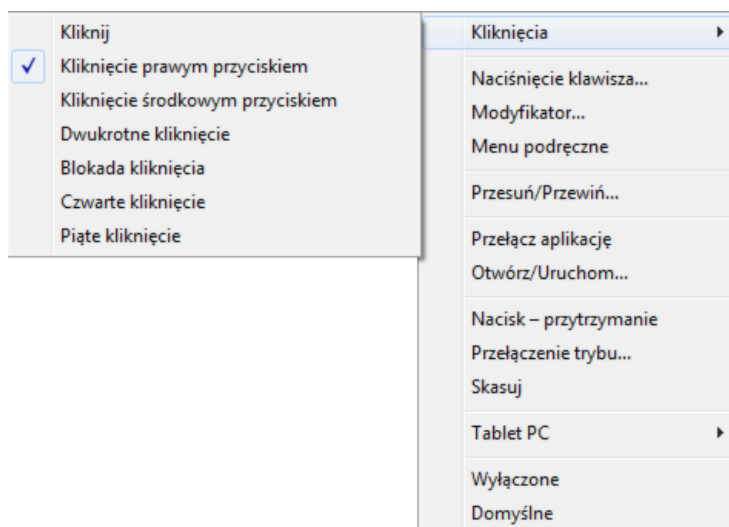 Kliknij
Kliknięcie prawym przyciskiem
Kliknięcie środkowym przyciskiem
Dwukrotne kliknięcie
Blokada kliknięcia
Czwarte kliknięcie
Piąte kliknięcie
Kliknięcia
Naciśnięcie klawisza...
Modyfikator...
Menu podręczne
Przesuń/Przewiń...
Przełącz aplikację
Otwórz/Uruchom...
Nacisk – przytrzymanie
Przełączenie trybu...
Skasuj
Tablet PC
Wyłączone
Domyślne